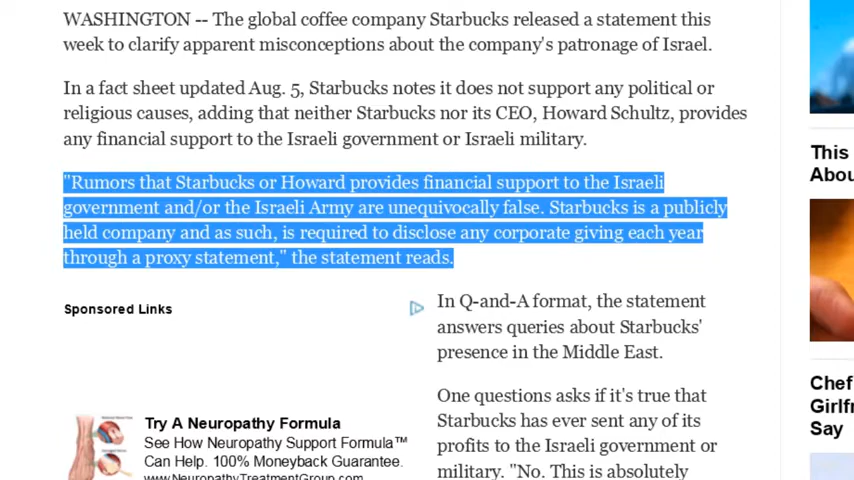 WASHINGTON -- The global coffee company Starbucks released a statement this
week to clarify apparent misconceptions about the company's patronage of Israel.
In a fact sheet updated Aug. 5, Starbucks notes it does not support any political or
religious causes, adding that neither Starbucks nor its CEO, Howard Schultz, provides
any financial support to the Israeli government or Israeli military.
"Rumors that Starbucks or Howard provides financial support to the Israeli
government and/or the Israeli Army are unequivocally false. Starbucks is a publicly
held company and as such, is required to disclose any corporate giving each year
through a proxy statement," the statement reads.
Sponsored Links
In Q-and-A format, the statement
answers queries about Starbucks'
presence in the Middle East.
One questions asks if it's true that
Starbucks has ever sent any of its
profits to the Israeli government or
military. "No. This is absolutely
Try A Neuropathy Formula
See How Neuropathy Support Formula™
Can Help. 100% Moneyback Guarantee.
www.NeuropathyTreatmentGroup.com
This
Abou
Chef
Girlfr
Say